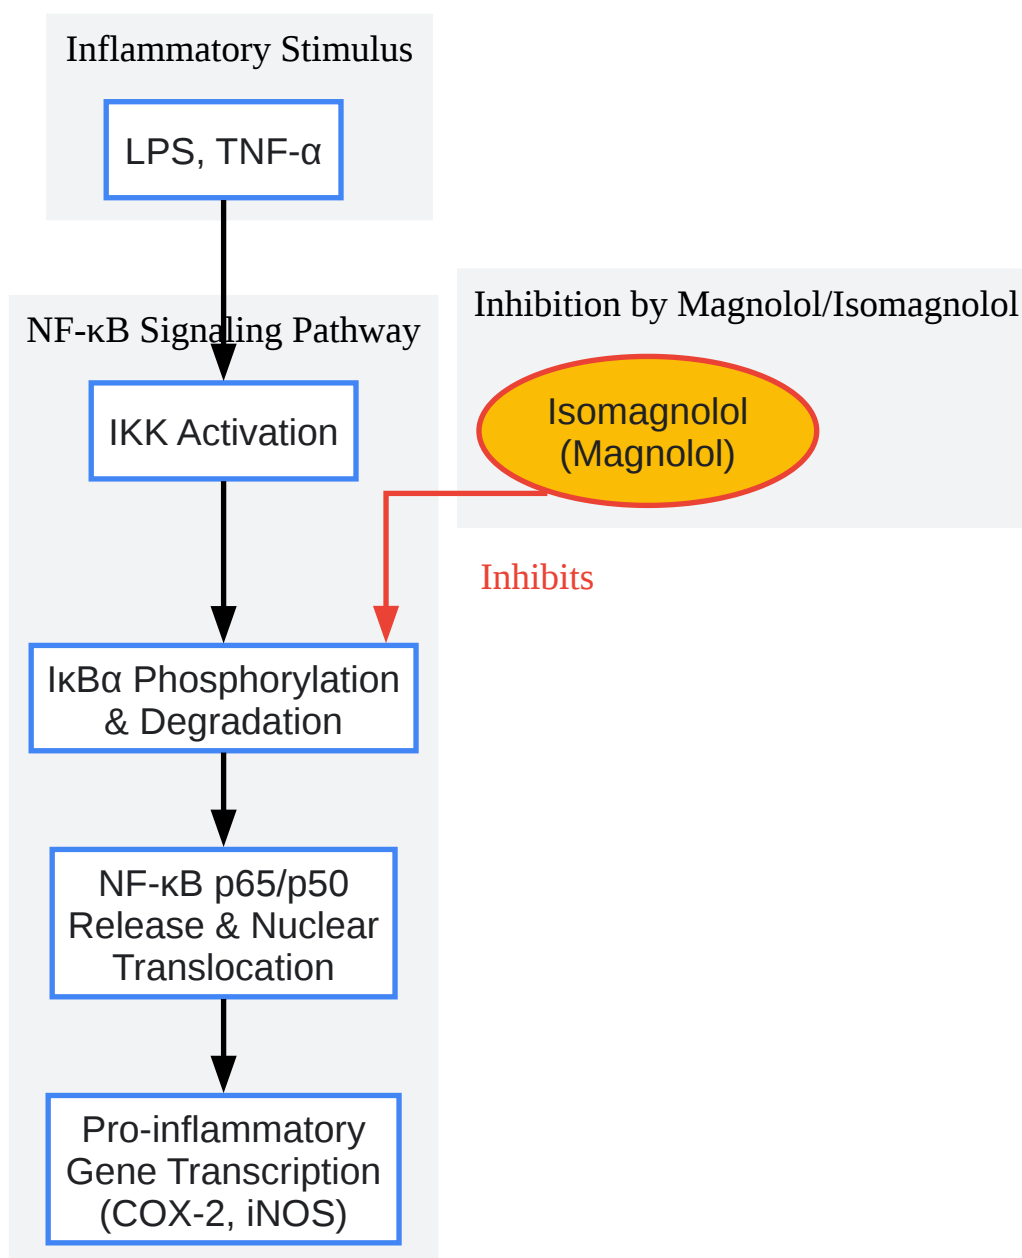 Inflammatory Stimulus
LPS, TNF-α
NF-κB Signaling Pathway
IKK Activation
Inhibition by Magnolol/Isomagnolol
Isomagnolol
(Magnolol)
Inhibits
IκBα Phosphorylation
& Degradation
NF-κB p65/p50
Release & Nuclear
Translocation
Pro-inflammatory
Gene Transcription
(COX-2, iNOS)